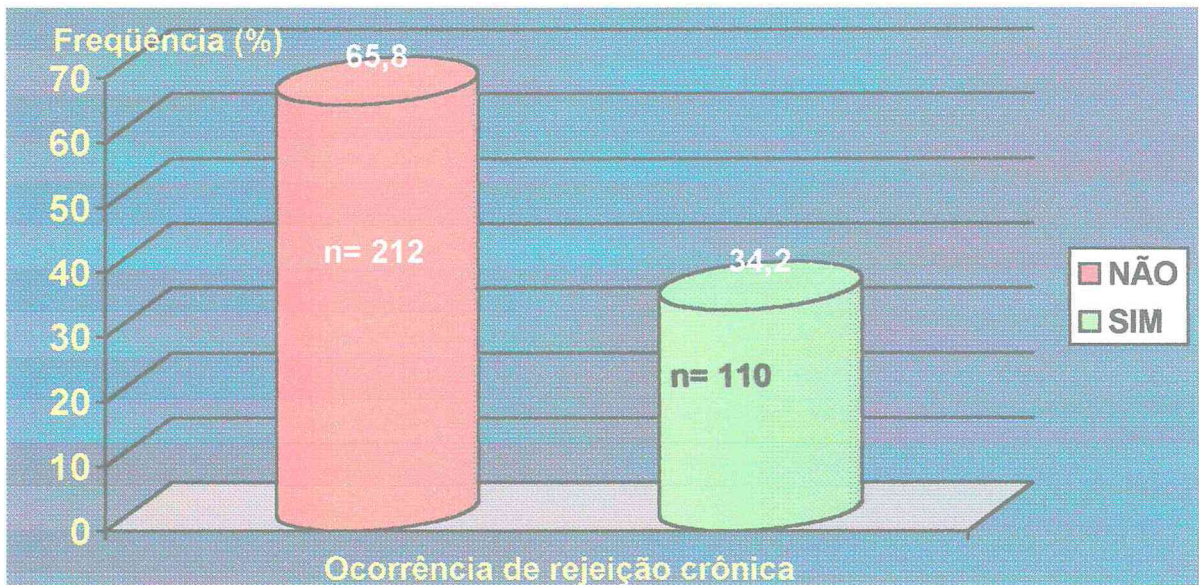 Freqüência (%)
70
60
50
40
30
20
10
0
65,8
n= 212
34,2
n= 110
NÃO
SIM
Ocorrência de rejeição crônica